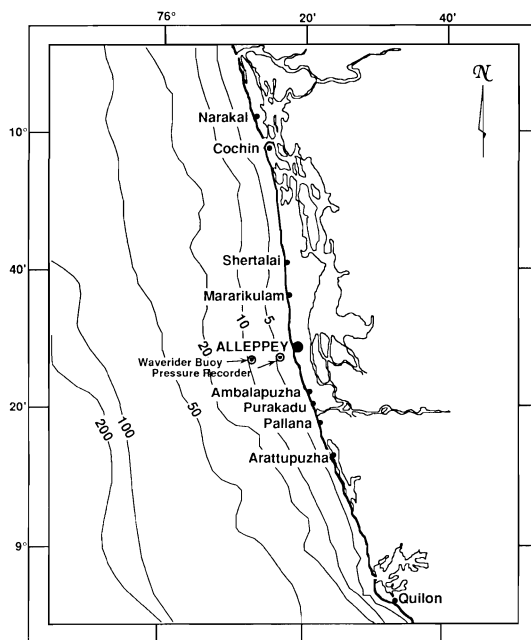 76°
20'
40'
N
Narakal
10°
Cochin
Shertalai
40'
Mararikulam
10
5
20
ALLEPPEY
Waverider Buoy
Pressure Recorder
Ambalapuzha
20'
50
Purakadu
100
200
Pallana
Arattupuzha
9°
Quilon